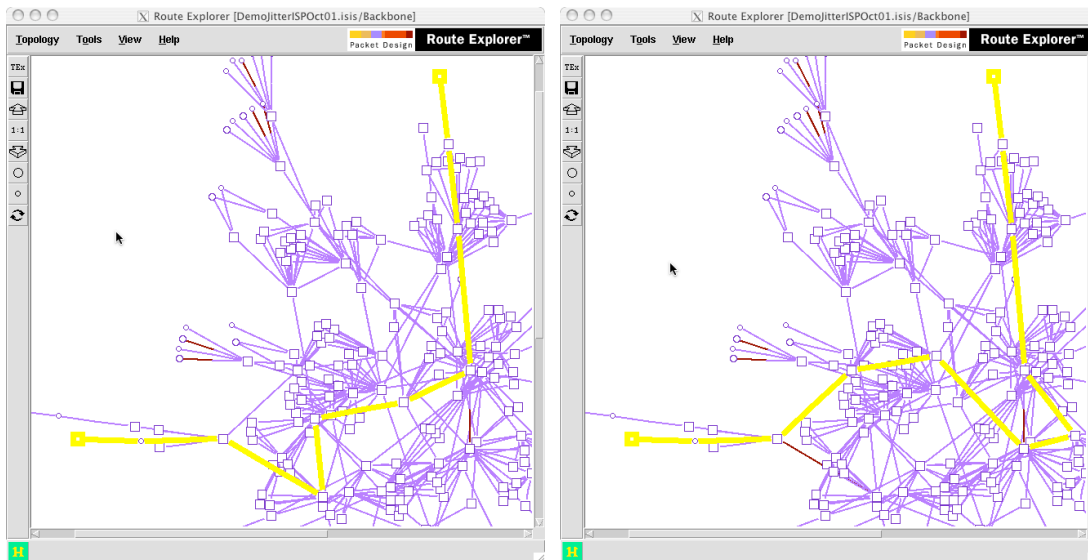 Route Explorer [DemoJitterISPOct01.isis/Backbone]
Topology Tools View Help
Packet Design
Route Explorer™
TEx
1:1
H
Route Explorer [DemoJitterISPOct01.isis/Backbone]
Topology Tools View Help
Packet Design
Route Explorer™
TEx
1:1
H